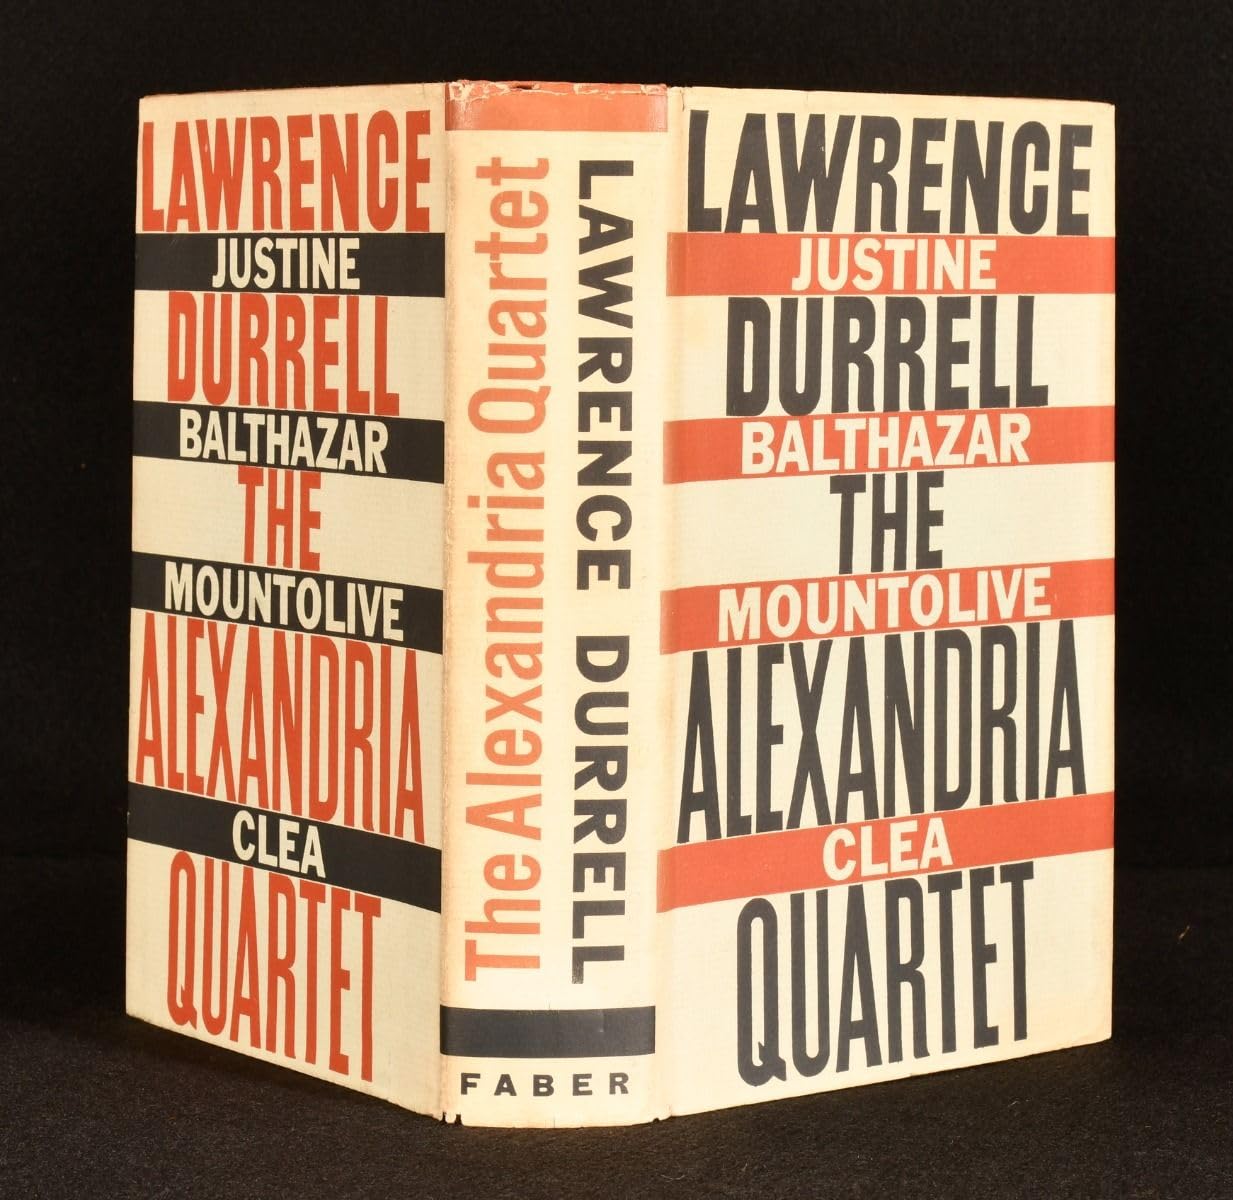 LAWRENCE
JUSTINE
DURRELL
BALTHAZAR
THE
MOUNTOLIVE
ALEXANDRIA
CLEA
QUARTET
The Alexandria Quartet
LAWRENCE DURRELL
FABER
LAWRENCE
JUSTINE
DURRELL
BALTHAZAR
THE
MOUNTOLIVE
ALEXANDRIA
CLEA
QUARTET